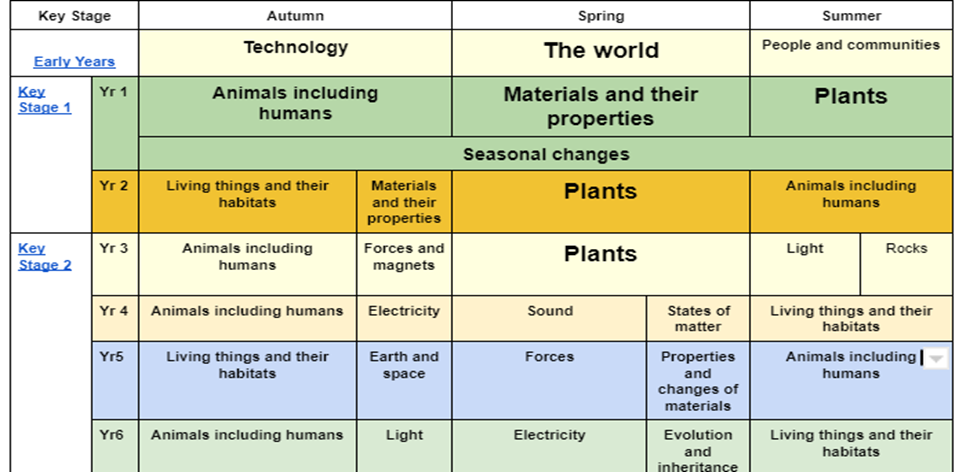 Key Stage Autumn Spring Summer
Early Years Technology The world People and communities
Key Stage 1 Yr 1 Animals including humans Materials and their properties Plants
Seasonal changes
Yr 2 Living things and their habitats Materials and their properties Plants Animals including humans
Key Stage 2 Yr 3 Animals including humans Forces and magnets Plants Light Rocks
Yr 4 Animals including humans Electricity Sound States of matter Living things and their habitats
Yr5 Living things and their habitats Earth and space Forces Properties and changes of materials Animals including humans
Yr6 Animals including humans Light Electricity Evolution and inheritance Living things and their habitats